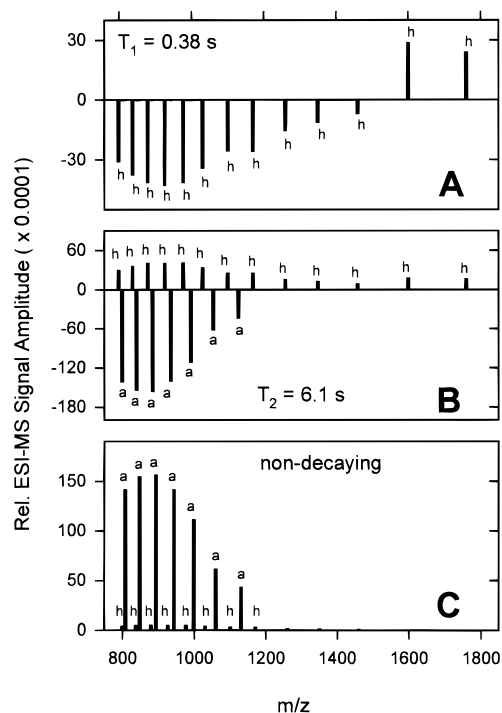 Rel. ESI-MS Signal Amplitude ( x 0.0001)
30
0
-30
T1 = 0.38 s
h h
h h h h h h h h h h h
A
60
0
-60
-120
-180
h h h h h h h h h h h h h
a a a a a a a
T2 = 6.1 s
B
150
100
50
0
non-decaying
a a a a a a a
h h h h h h h h
C
800 1000 1200 1400 1600 1800
m/z